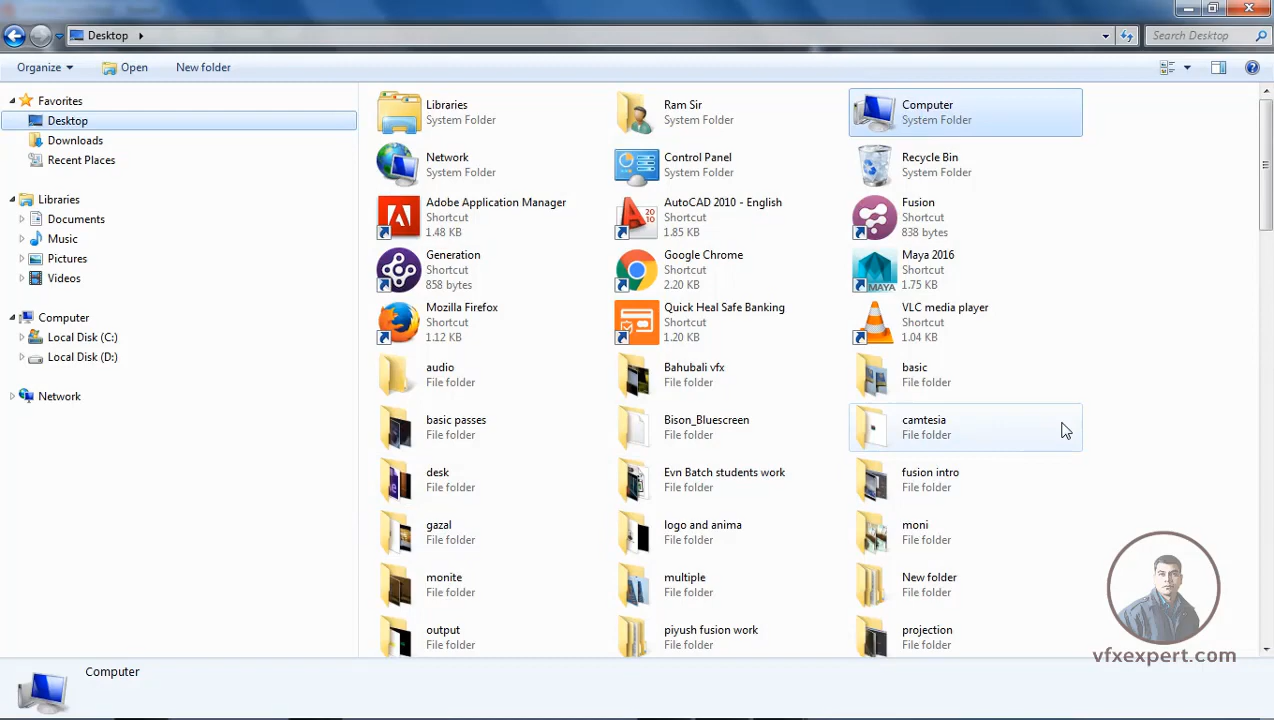 Desktop
Search Desktop
Organize
Open
New folder
Favorites
Desktop
Downloads
Recent Places
Libraries
Documents
Music
Pictures
Videos
Computer
Local Disk (C:)
Local Disk (D:)
Network
Libraries
System Folder
Ram Sir
System Folder
Computer
System Folder
Network
System Folder
Control Panel
System Folder
Recycle Bin
System Folder
Adobe Application Manager
Shortcut
1.48 KB
AutoCAD 2010 - English
Shortcut
1.85 KB
Fusion
Shortcut
838 bytes
Generation
Shortcut
858 bytes
Google Chrome
Shortcut
2.20 KB
Maya 2016
Shortcut
1.75 KB
Mozilla Firefox
Shortcut
1.12 KB
Quick Heal Safe Banking
Shortcut
1.20 KB
VLC media player
Shortcut
1.04 KB
audio
File folder
Bahubali vfx
File folder
basic
File folder
basic passes
File folder
Bison_Bluescreen
File folder
camtesia
File folder
desk
File folder
Evn Batch students work
File folder
fusion intro
File folder
gazal
File folder
logo and anima
File folder
moni
File folder
monite
File folder
multiple
File folder
New folder
File folder
output
File folder
piyush fusion work
File folder
projection
File folder
vfxexpert.com
Computer